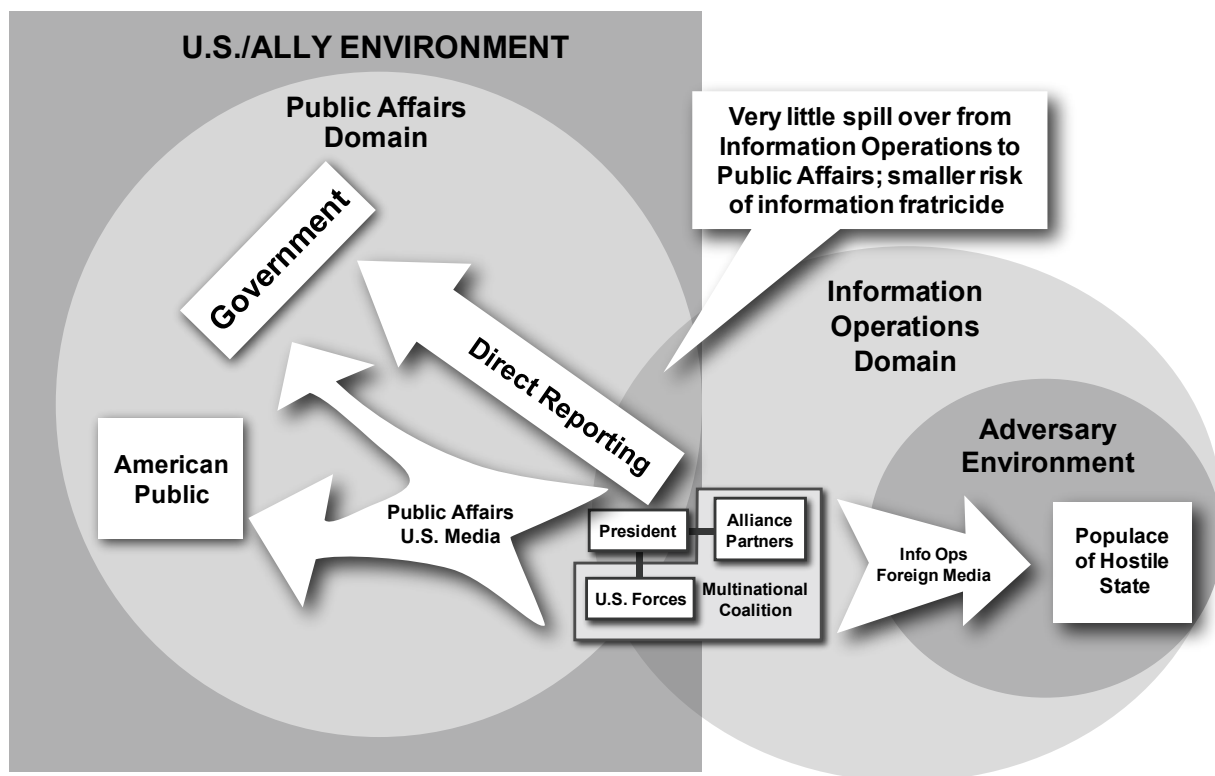 U.S./ALLY ENVIRONMENT
Public Affairs
Domain
Government
Direct Reporting
American
Public
Public Affairs
U.S. Media
Very little spill over from
Information Operations to
Public Affairs; smaller risk
of information fratricide
Information
Operations
Domain
Adversary
Environment
President
Alliance
Partners
U.S. Forces
Multinational
Coalition
Info Ops
Foreign Media
Populace
of Hostile
State